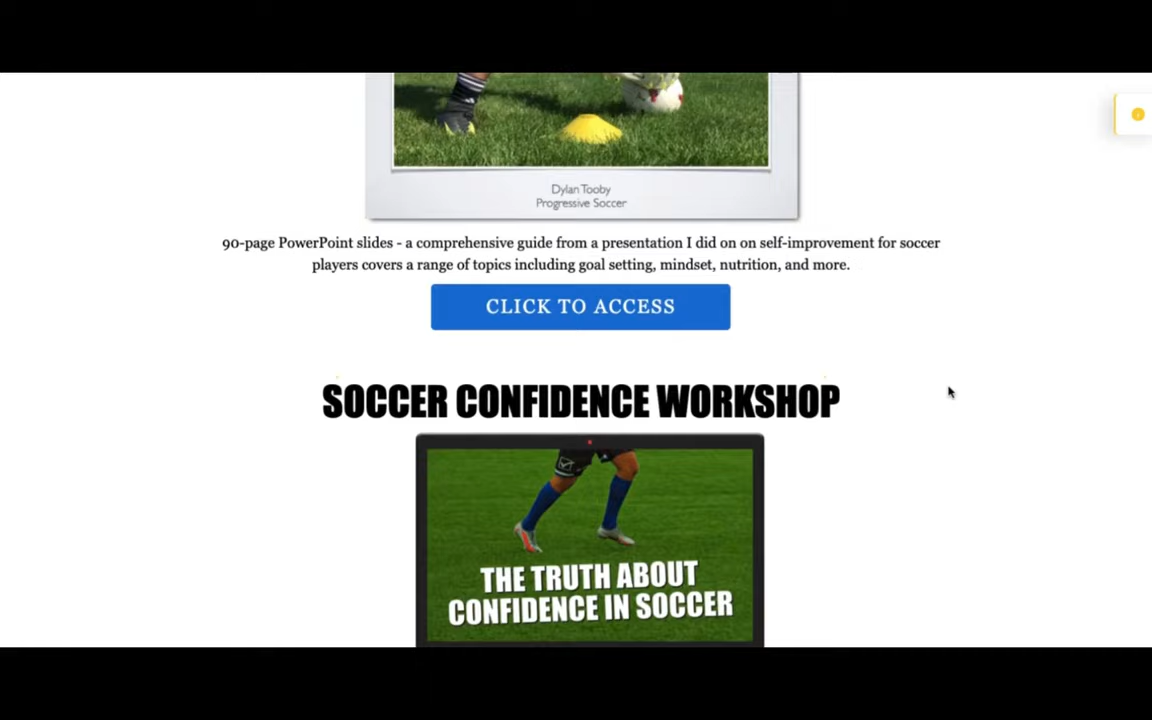 Dylan Tooby
Progressive Soccer
90-page PowerPoint slides - a comprehensive guide from a presentation I did on on self-improvement for soccer
players covers a range of topics including goal setting, mindset, nutrition, and more.
CLICK TO ACCESS
SOCCER CONFIDENCE WORKSHOP
THE TRUTH ABOUT
CONFIDENCE IN SOCCER